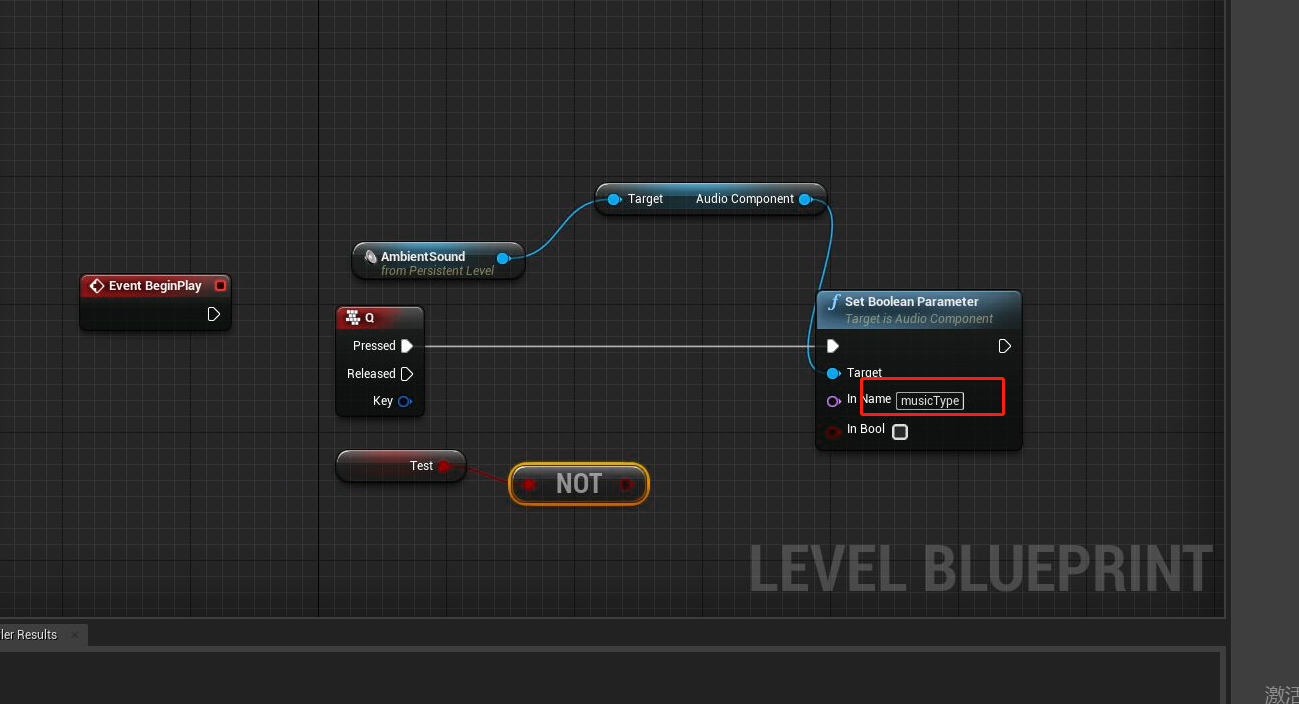 Target Audio Component
AmbientSound
from Persistent Level
Event BeginPlay
Q
Pressed
Released
Key
Set Boolean Parameter
Target is Audio Component
Target
In Name musicType
In Bool
Test
NOT
LEVEL BLUEPRINT
ler Results
激活